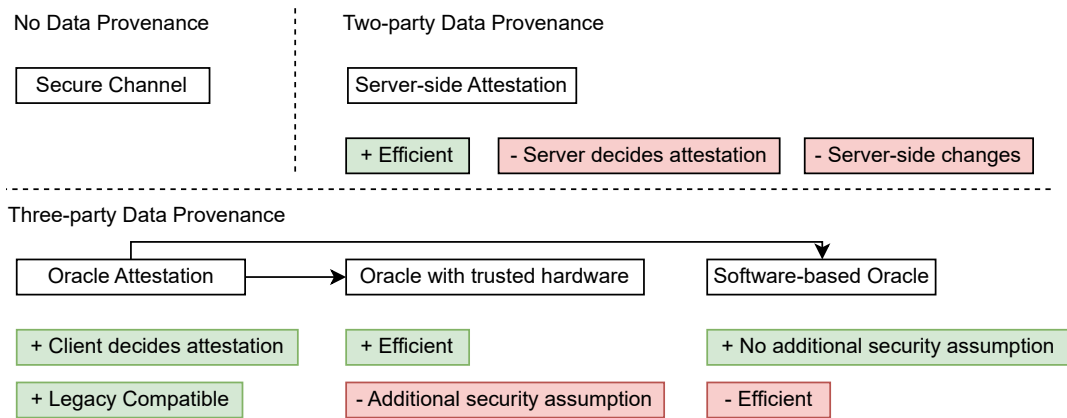 No Data Provenance
Two-party Data Provenance
Secure Channel
Server-side Attestation
+ Efficient
- Server decides attestation
- Server-side changes
Three-party Data Provenance
Oracle Attestation
Oracle with trusted hardware
Software-based Oracle
+ Client decides attestation
+ Efficient
+ No additional security assumption
+ Legacy Compatible
- Additional security assumption
- Efficient